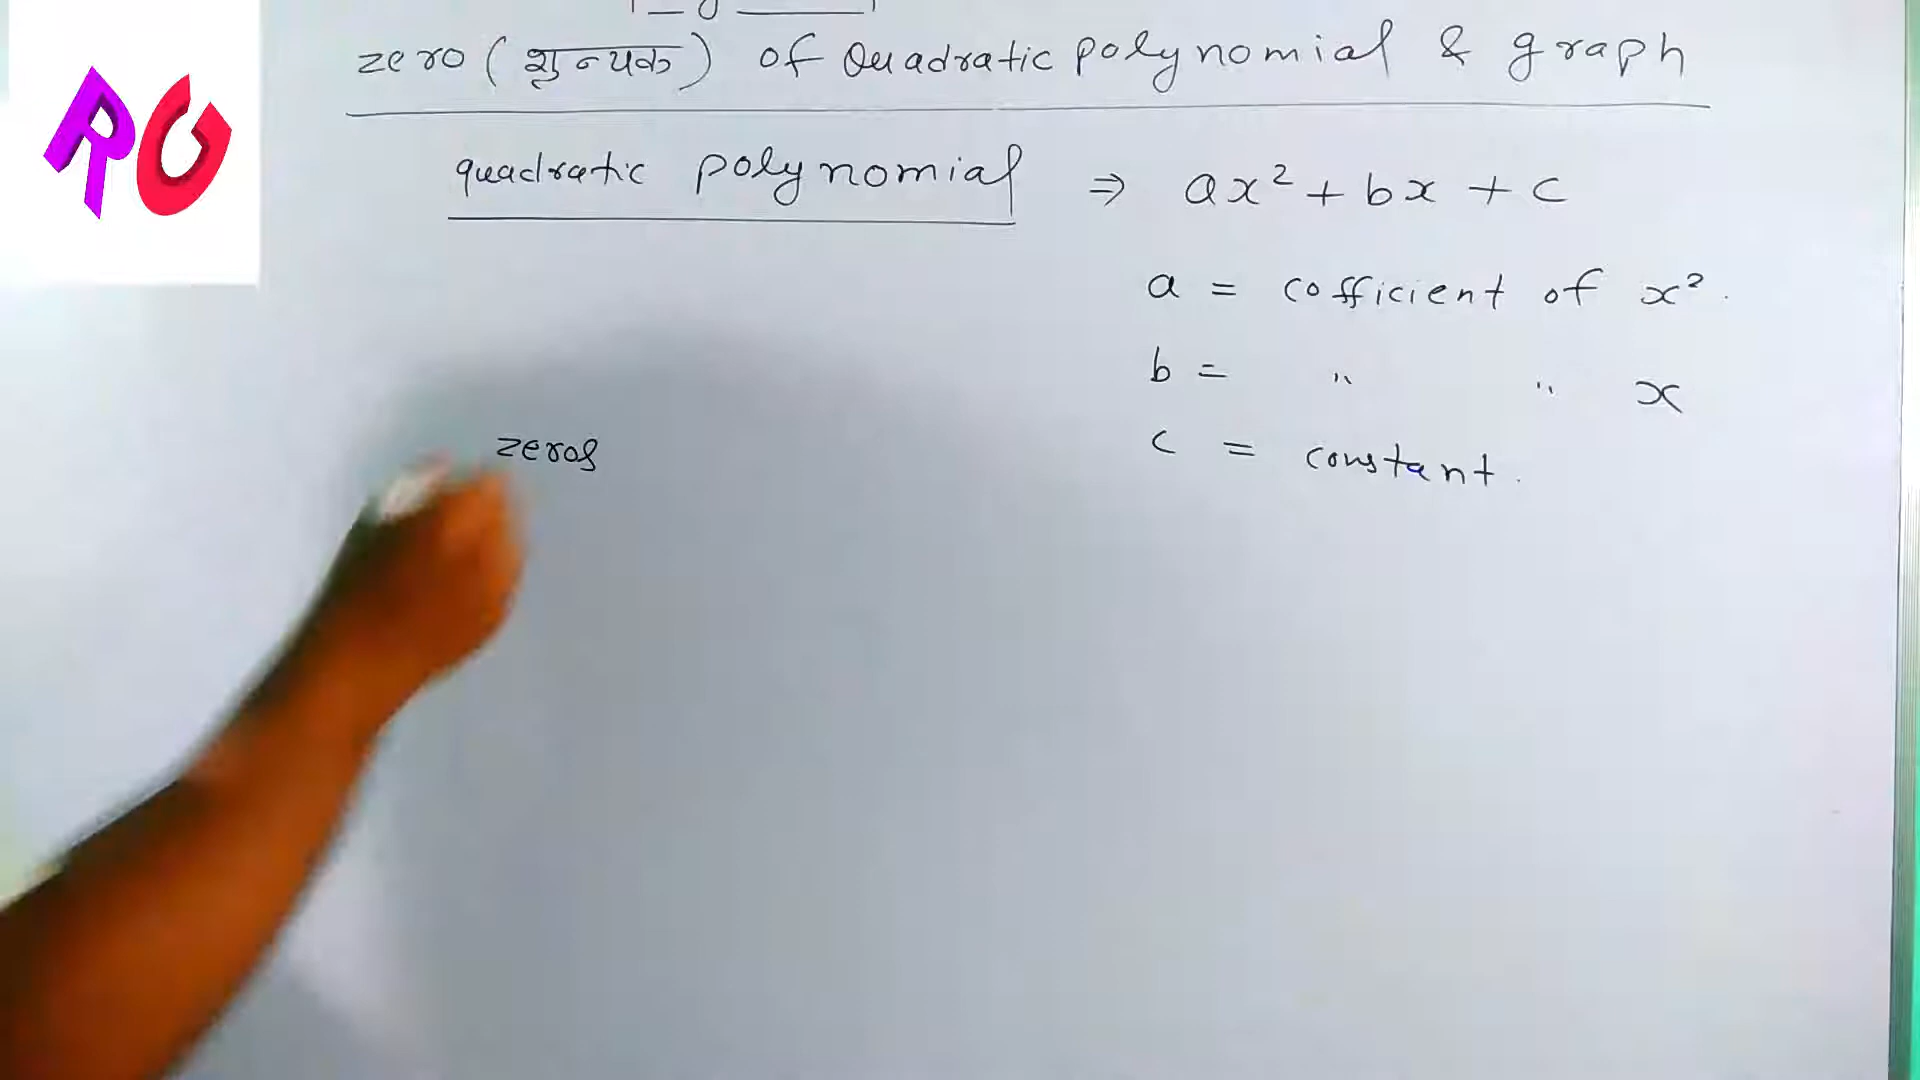 RG
zero (शुन्यक) of Quadratic polynomial & graph
quadratic polynomial ⇒ ax² + bx + c
a = cofficient of x².
b = " " x
zeros
c = constant.